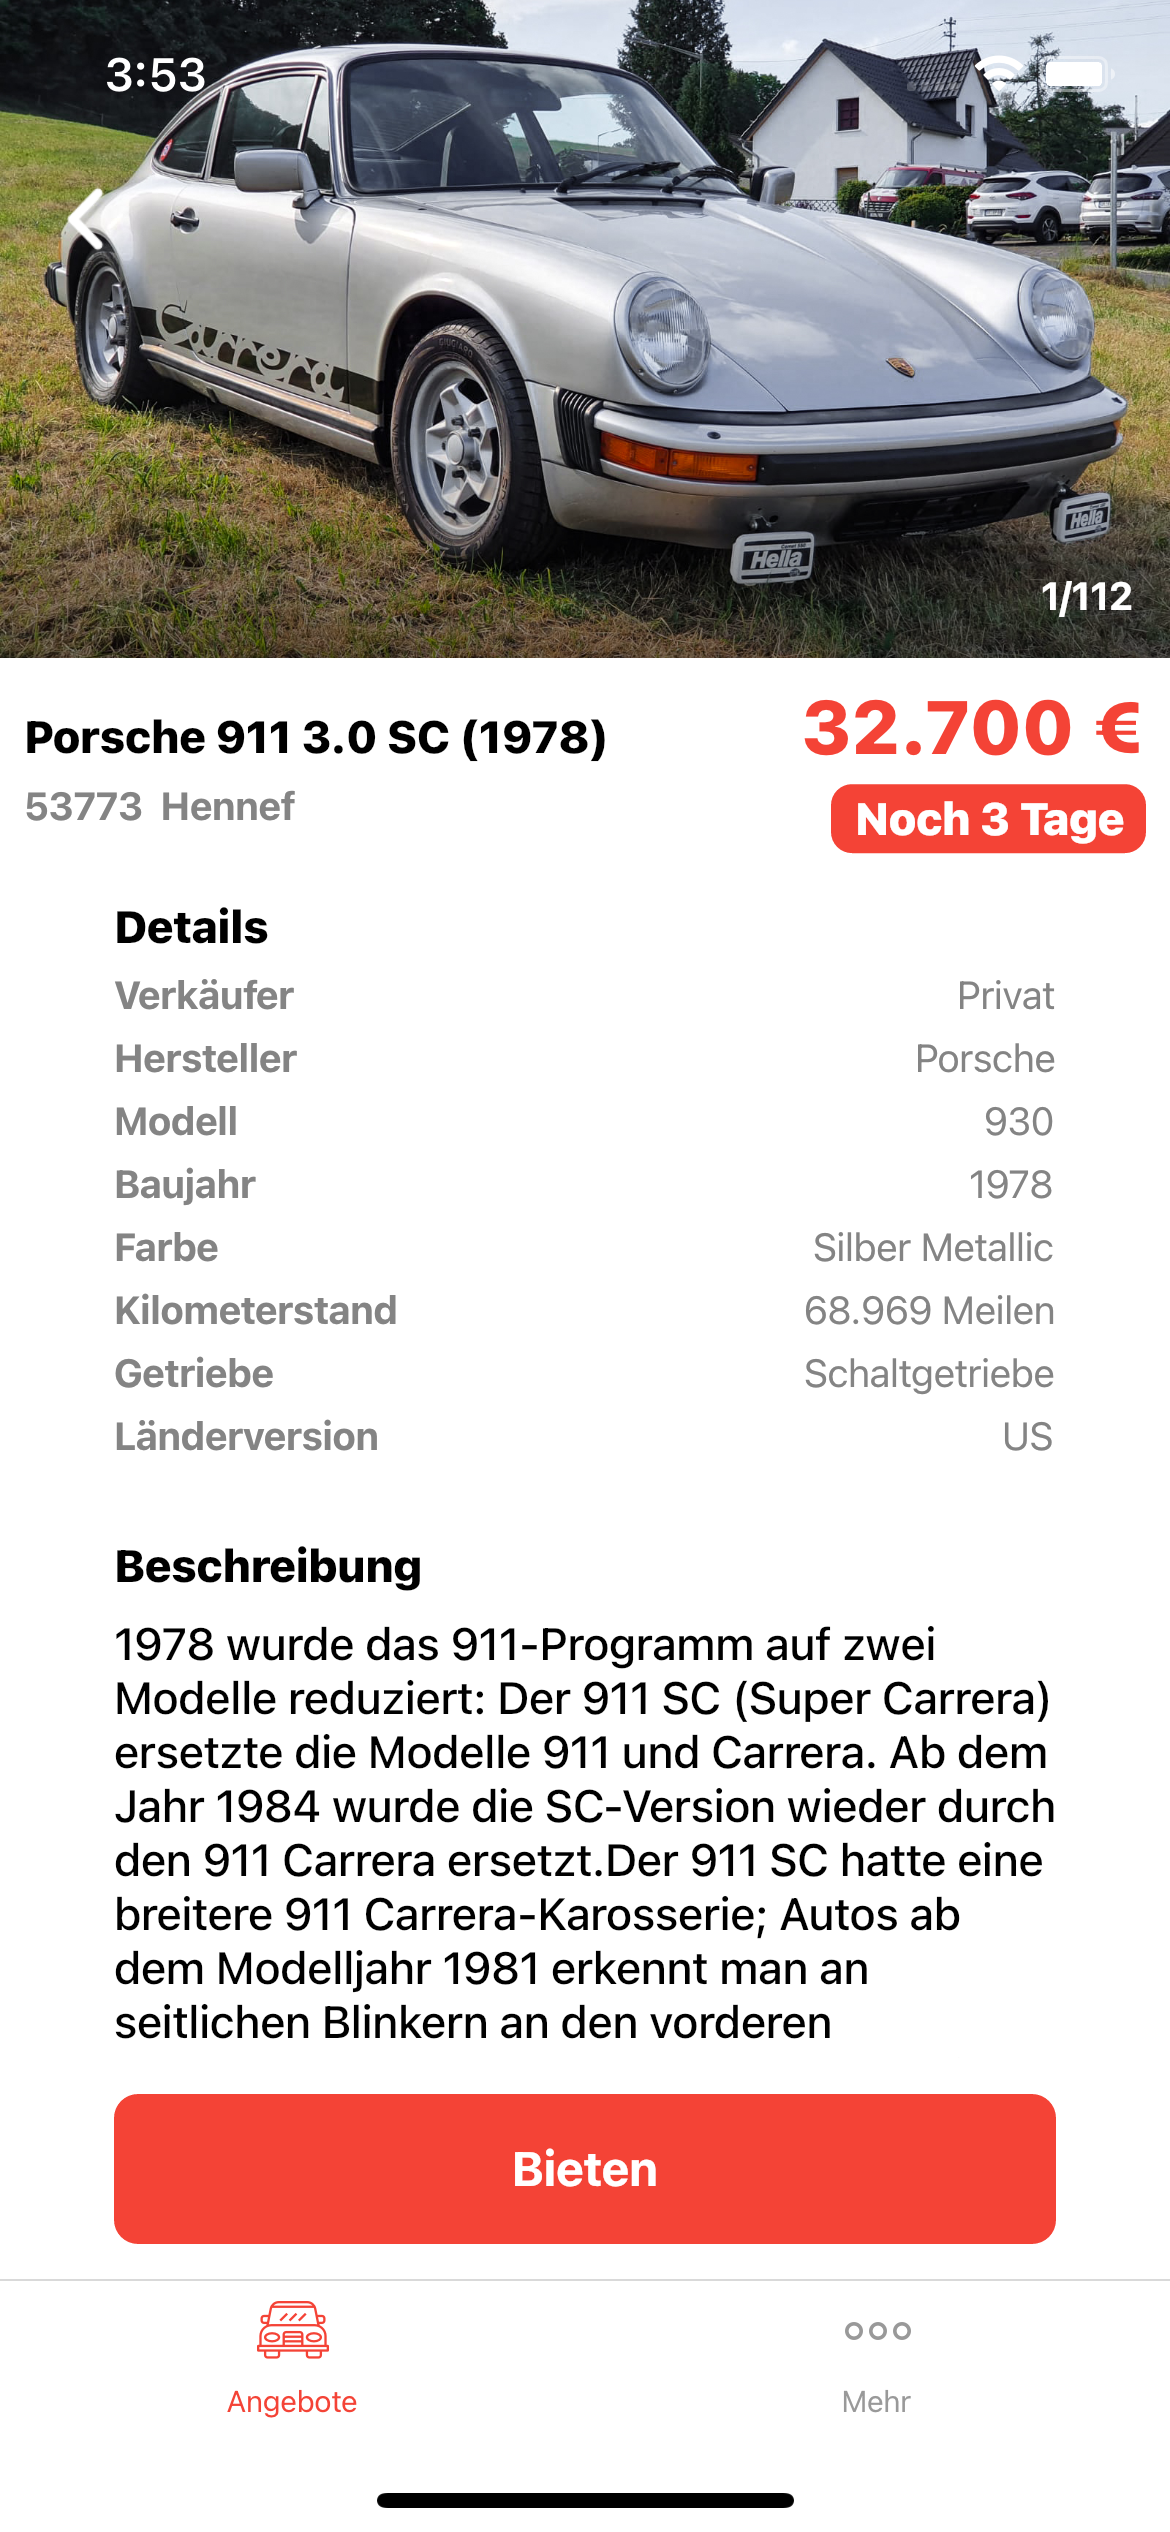 3:53
Carrera
GIUGIARO
Hella
Hella
1/112
Porsche 911 3.0 SC (1978)
32.700 €
53773 Hennef
Noch 3 Tage
Details
Verkäufer Privat
Hersteller Porsche
Modell 930
Baujahr 1978
Farbe Silber Metallic
Kilometerstand 68.969 Meilen
Getriebe Schaltgetriebe
Länderversion US
Beschreibung
1978 wurde das 911-Programm auf zwei
Modelle reduziert: Der 911 SC (Super Carrera)
ersetzte die Modelle 911 und Carrera. Ab dem
Jahr 1984 wurde die SC-Version wieder durch
den 911 Carrera ersetzt.Der 911 SC hatte eine
breitere 911 Carrera-Karosserie; Autos ab
dem Modelljahr 1981 erkennt man an
seitlichen Blinkern an den vorderen
Bieten
Angebote
Mehr